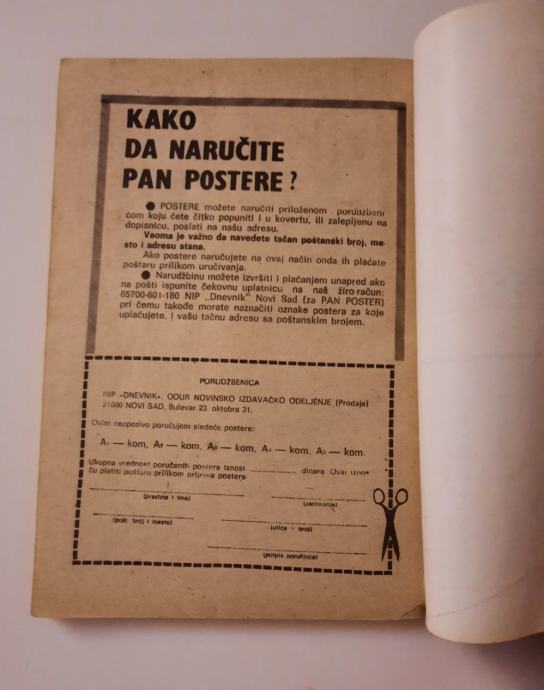 KAKO
DA NARUČITE
PAN POSTERE?
● POSTERE možete naručiti priloženom porudžbeni
com koju ćete čitko popuniti i u kovertu, ili zalepljenu na
dopisnicu, poslati na našu adresu.
Veoma je važno da navedete tačan poštanski broj, me-
sto i adresu stana.
Ako postere naručujete na ovaj način onda ih plaćate
poštaru prilikom uručivanja.
● Narudžbinu možete izvršiti i plaćanjem unapred ako
na pošti ispunite čekovnu uplatnicu na naš žiro-račun:
65700-601-180 NIP „Dnevnik" Novi Sad (za PAN POSTER)
pri čemu takođe morate naznačiti oznake postera za koje
uplaćujete, i vašu tačnu adresu sa poštanskim brojem.
PORUDŽBENICA
NIP »DNEVNIK«, OOUR NOVINSKO IZDAVAČKO ODELJENJE (Prodaja)
21000 NOVI SAD, Bulevar 23. oktobra 31.
Ovim neopozivo poručujem sledeće postere:
A1 — kom, A2 — kom, A3 — kom, A4 — kom, A5 — kom.
Ukupna vrednost poručenih postera iznosi dinara. Ovaj iznos
ću platiti poštaru prilikom prijema postera
(prezime i ime) (zanimanje)
(pošt. broj i mesto) (ulica i broj)
(potpis poručioca)